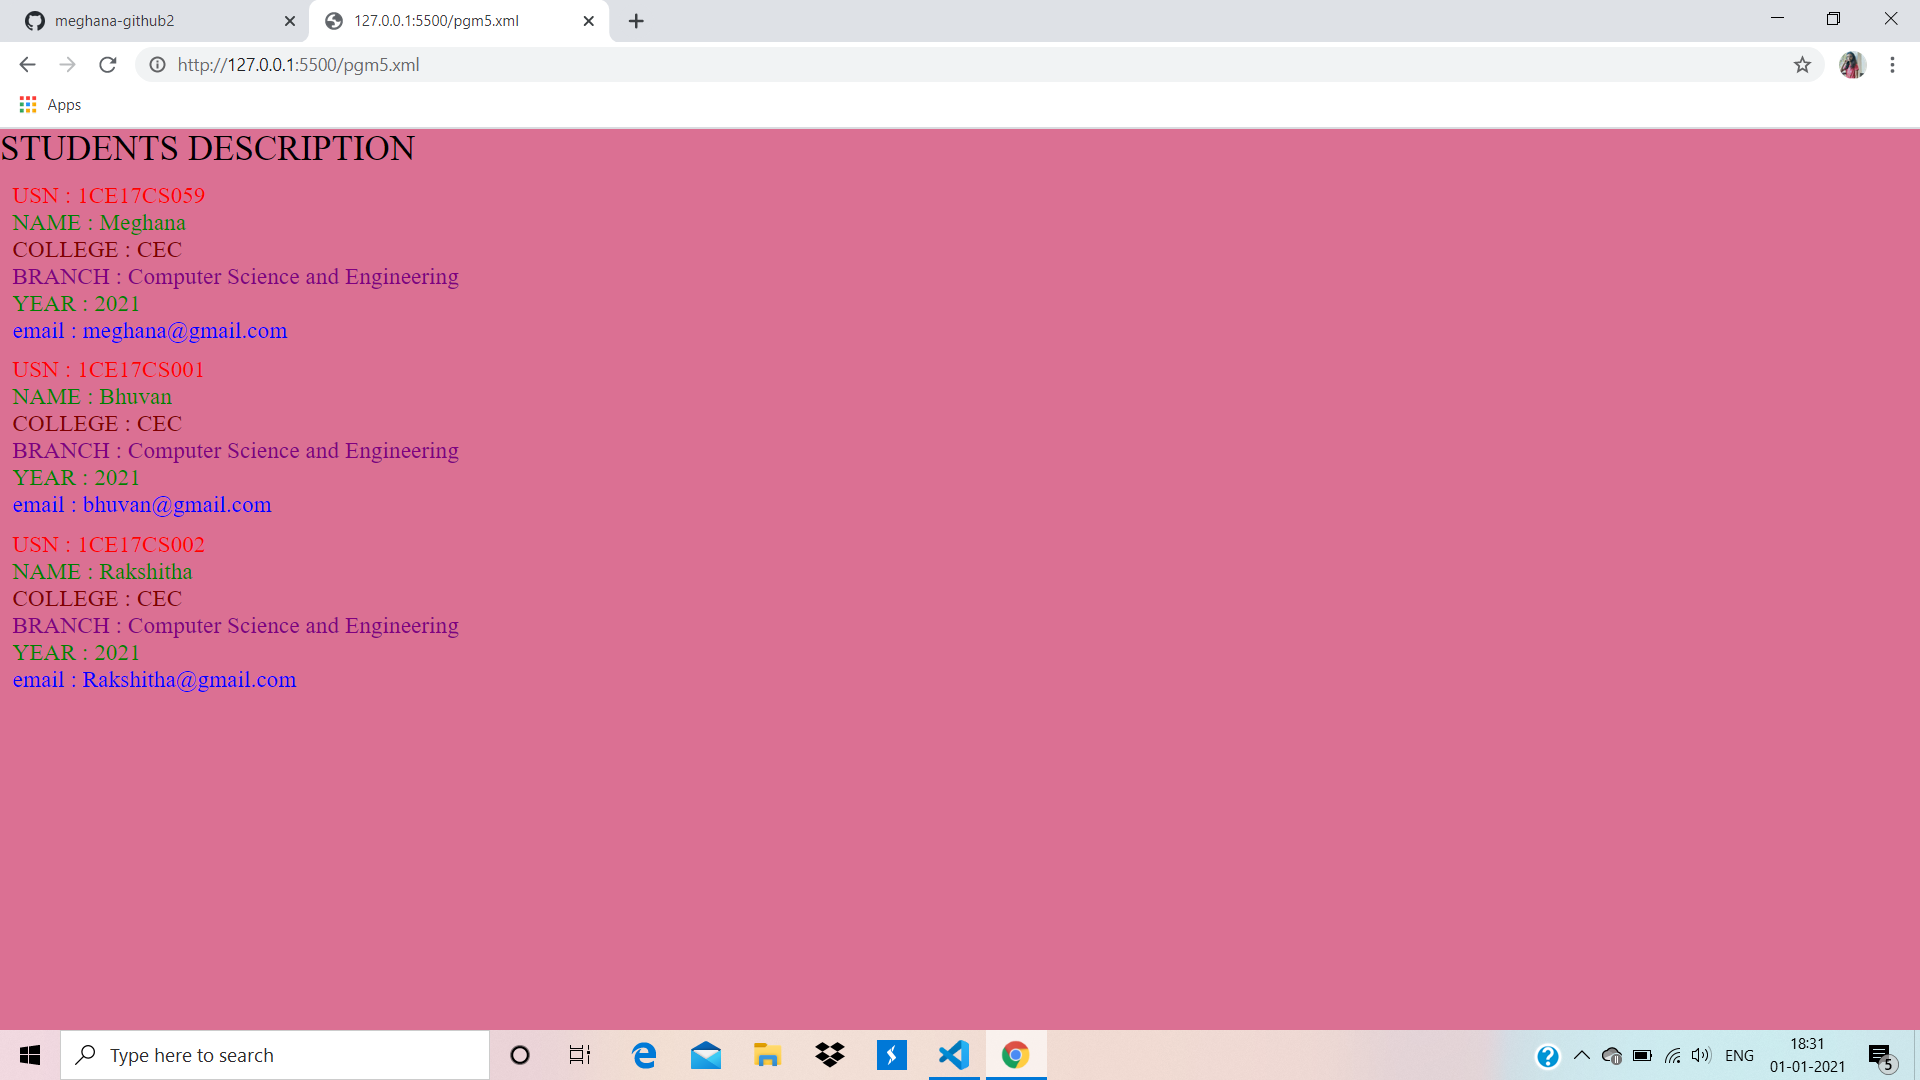 meghana-github2
127.0.0.1:5500/pgm5.xml
http://127.0.0.1:5500/pgm5.xml
Apps
STUDENTS DESCRIPTION
USN : 1CE17CS059
NAME : Meghana
COLLEGE : CEC
BRANCH : Computer Science and Engineering
YEAR : 2021
email : meghana@gmail.com
USN : 1CE17CS001
NAME : Bhuvan
COLLEGE : CEC
BRANCH : Computer Science and Engineering
YEAR : 2021
email : bhuvan@gmail.com
USN : 1CE17CS002
NAME : Rakshitha
COLLEGE : CEC
BRANCH : Computer Science and Engineering
YEAR : 2021
email : Rakshitha@gmail.com
Type here to search
ENG
18:31
01-01-2021
5